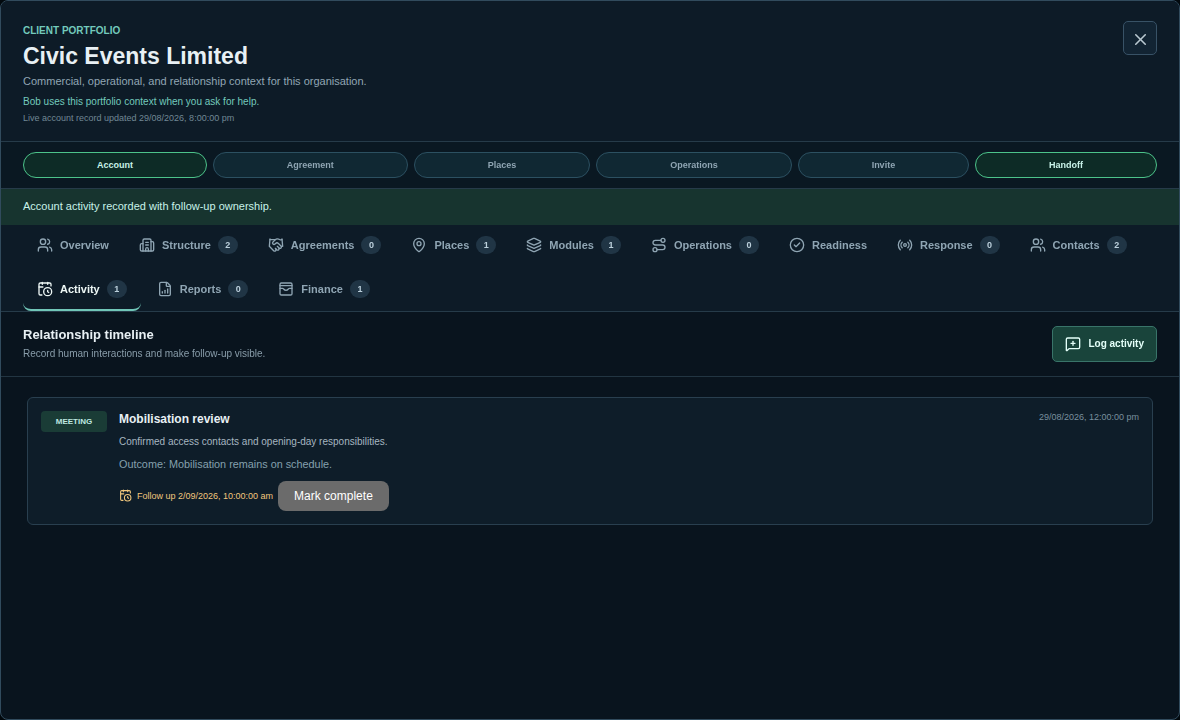 CLIENT PORTFOLIO
Civic Events Limited
Commercial, operational, and relationship context for this organisation.
Bob uses this portfolio context when you ask for help.
Live account record updated 29/08/2026, 8:00:00 pm
Account Agreement Places Operations Invite Handoff
Account activity recorded with follow-up ownership.
Overview Structure 2 Agreements 0 Places 1 Modules 1 Operations 0 Readiness Response 0 Contacts 2
Activity 1 Reports 0 Finance 1
Relationship timeline
Record human interactions and make follow-up visible.
Log activity
MEETING Mobilisation review 29/08/2026, 12:00:00 pm
Confirmed access contacts and opening-day responsibilities.
Outcome: Mobilisation remains on schedule.
Follow up 2/09/2026, 10:00:00 am Mark complete